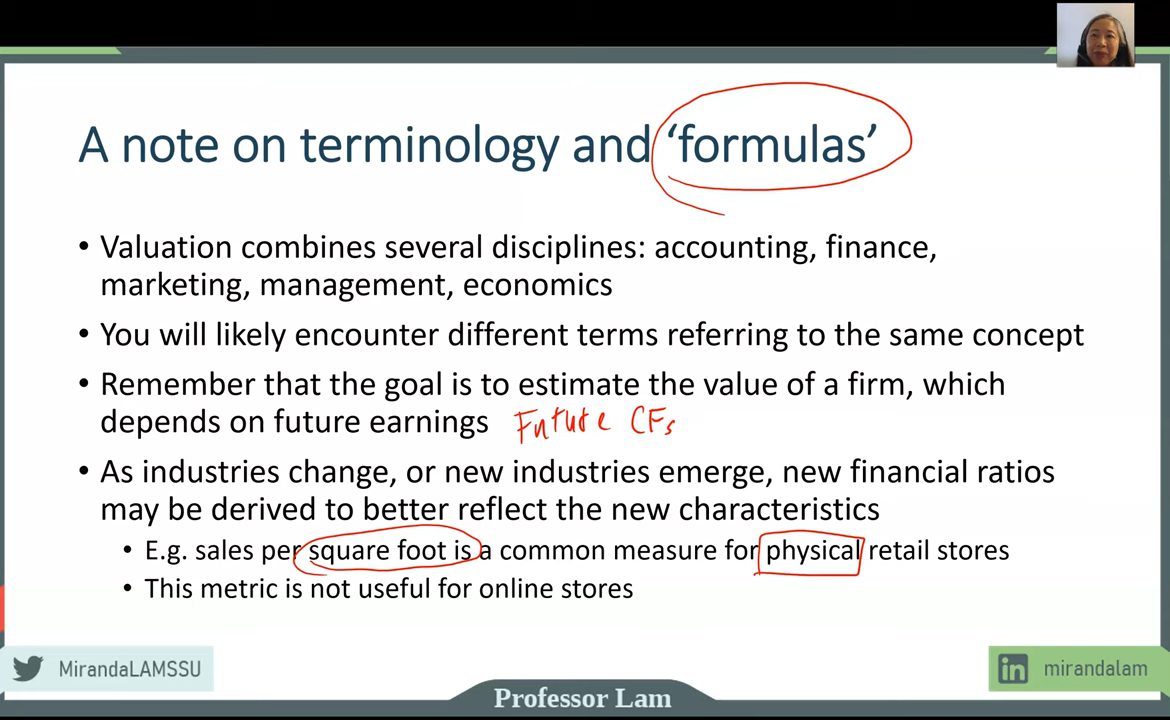 A note on terminology and ‘formulas’
• Valuation combines several disciplines: accounting, finance,
marketing, management, economics
• You will likely encounter different terms referring to the same concept
• Remember that the goal is to estimate the value of a firm, which
depends on future earnings Future CFs
• As industries change, or new industries emerge, new financial ratios
may be derived to better reflect the new characteristics
• E.g. sales per square foot is a common measure for physical retail stores
• This metric is not useful for online stores
MirandaLAMSSU
in mirandalam
Professor Lam